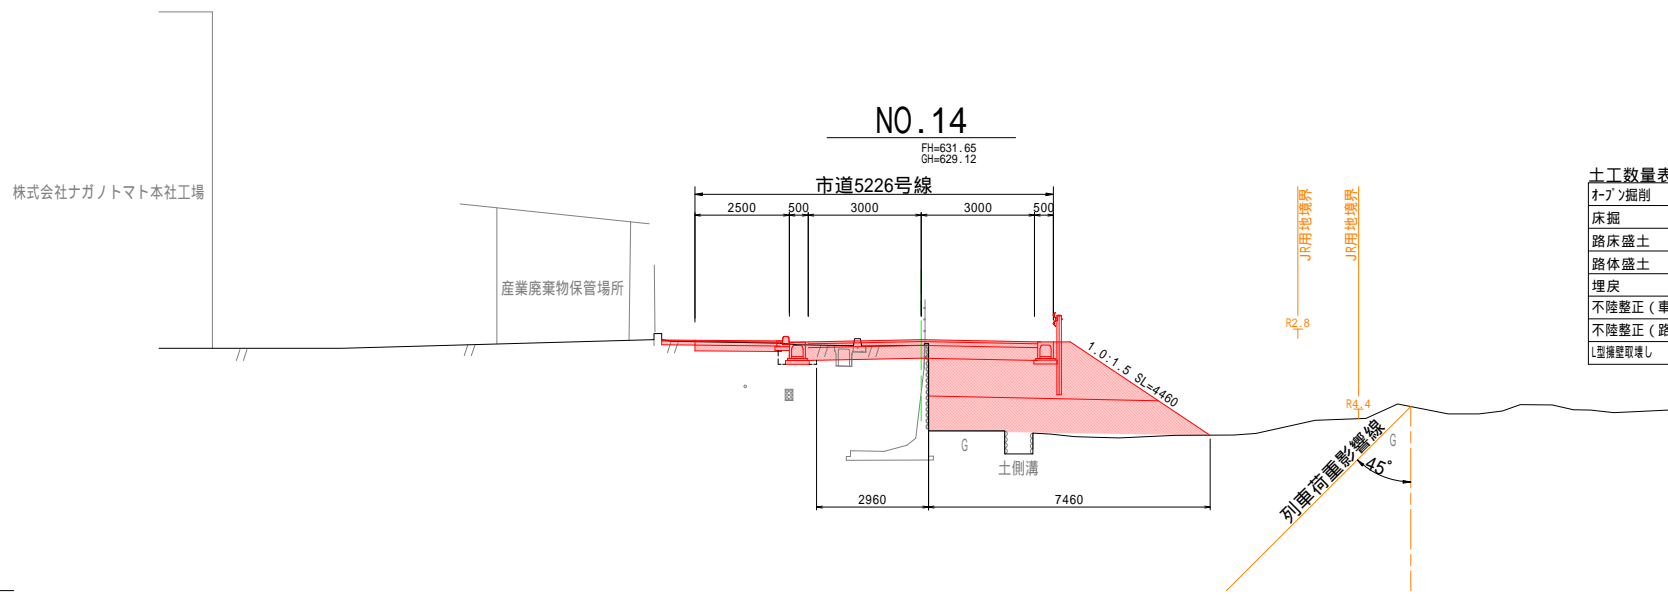 NO.14
FH=631.65
GH=629.12
株式会社ナガノトマト本社工場
市道5226号線
2500
500
3000
3000
500
産業廃棄物保管場所
JR用地境界
JR用地境界
R2.8
R4.4
1.0:1.5 SL=4460
G
土側溝
2960
7460
列車荷重影響線
45°
G
土工数量表
オープン掘削
床掘
路床盛土
路体盛土
埋戻
不陸整正(車
不陸整正(路
L型擁壁取壊し